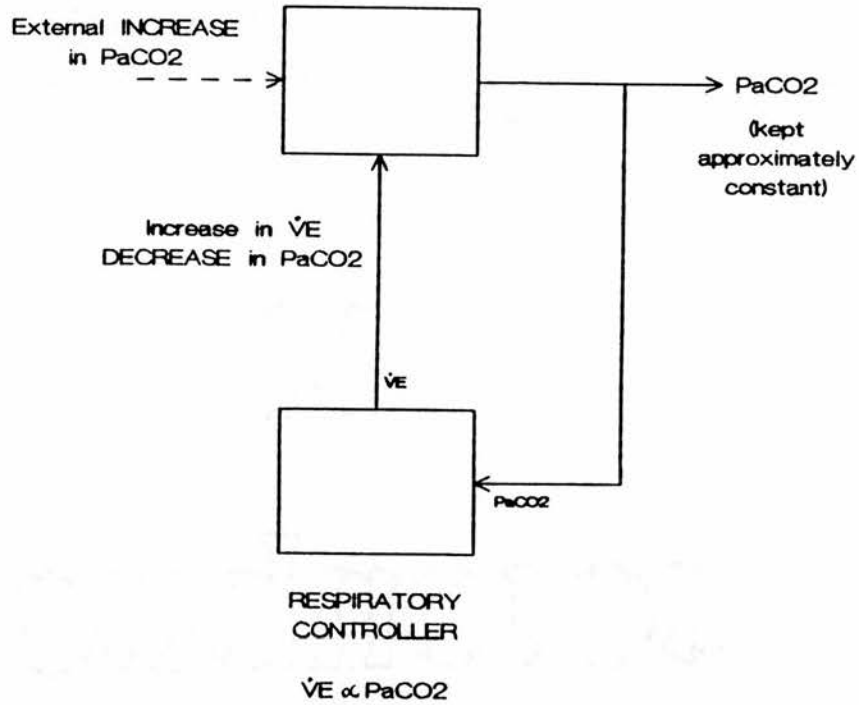 External INCREASE
in PaCO2
PaCO2
(kept
approximately
constant)
Increase in V̇E
DECREASE in PaCO2
V̇E
PaCO2
RESPIRATORY
CONTROLLER
V̇E ∝ PaCO2